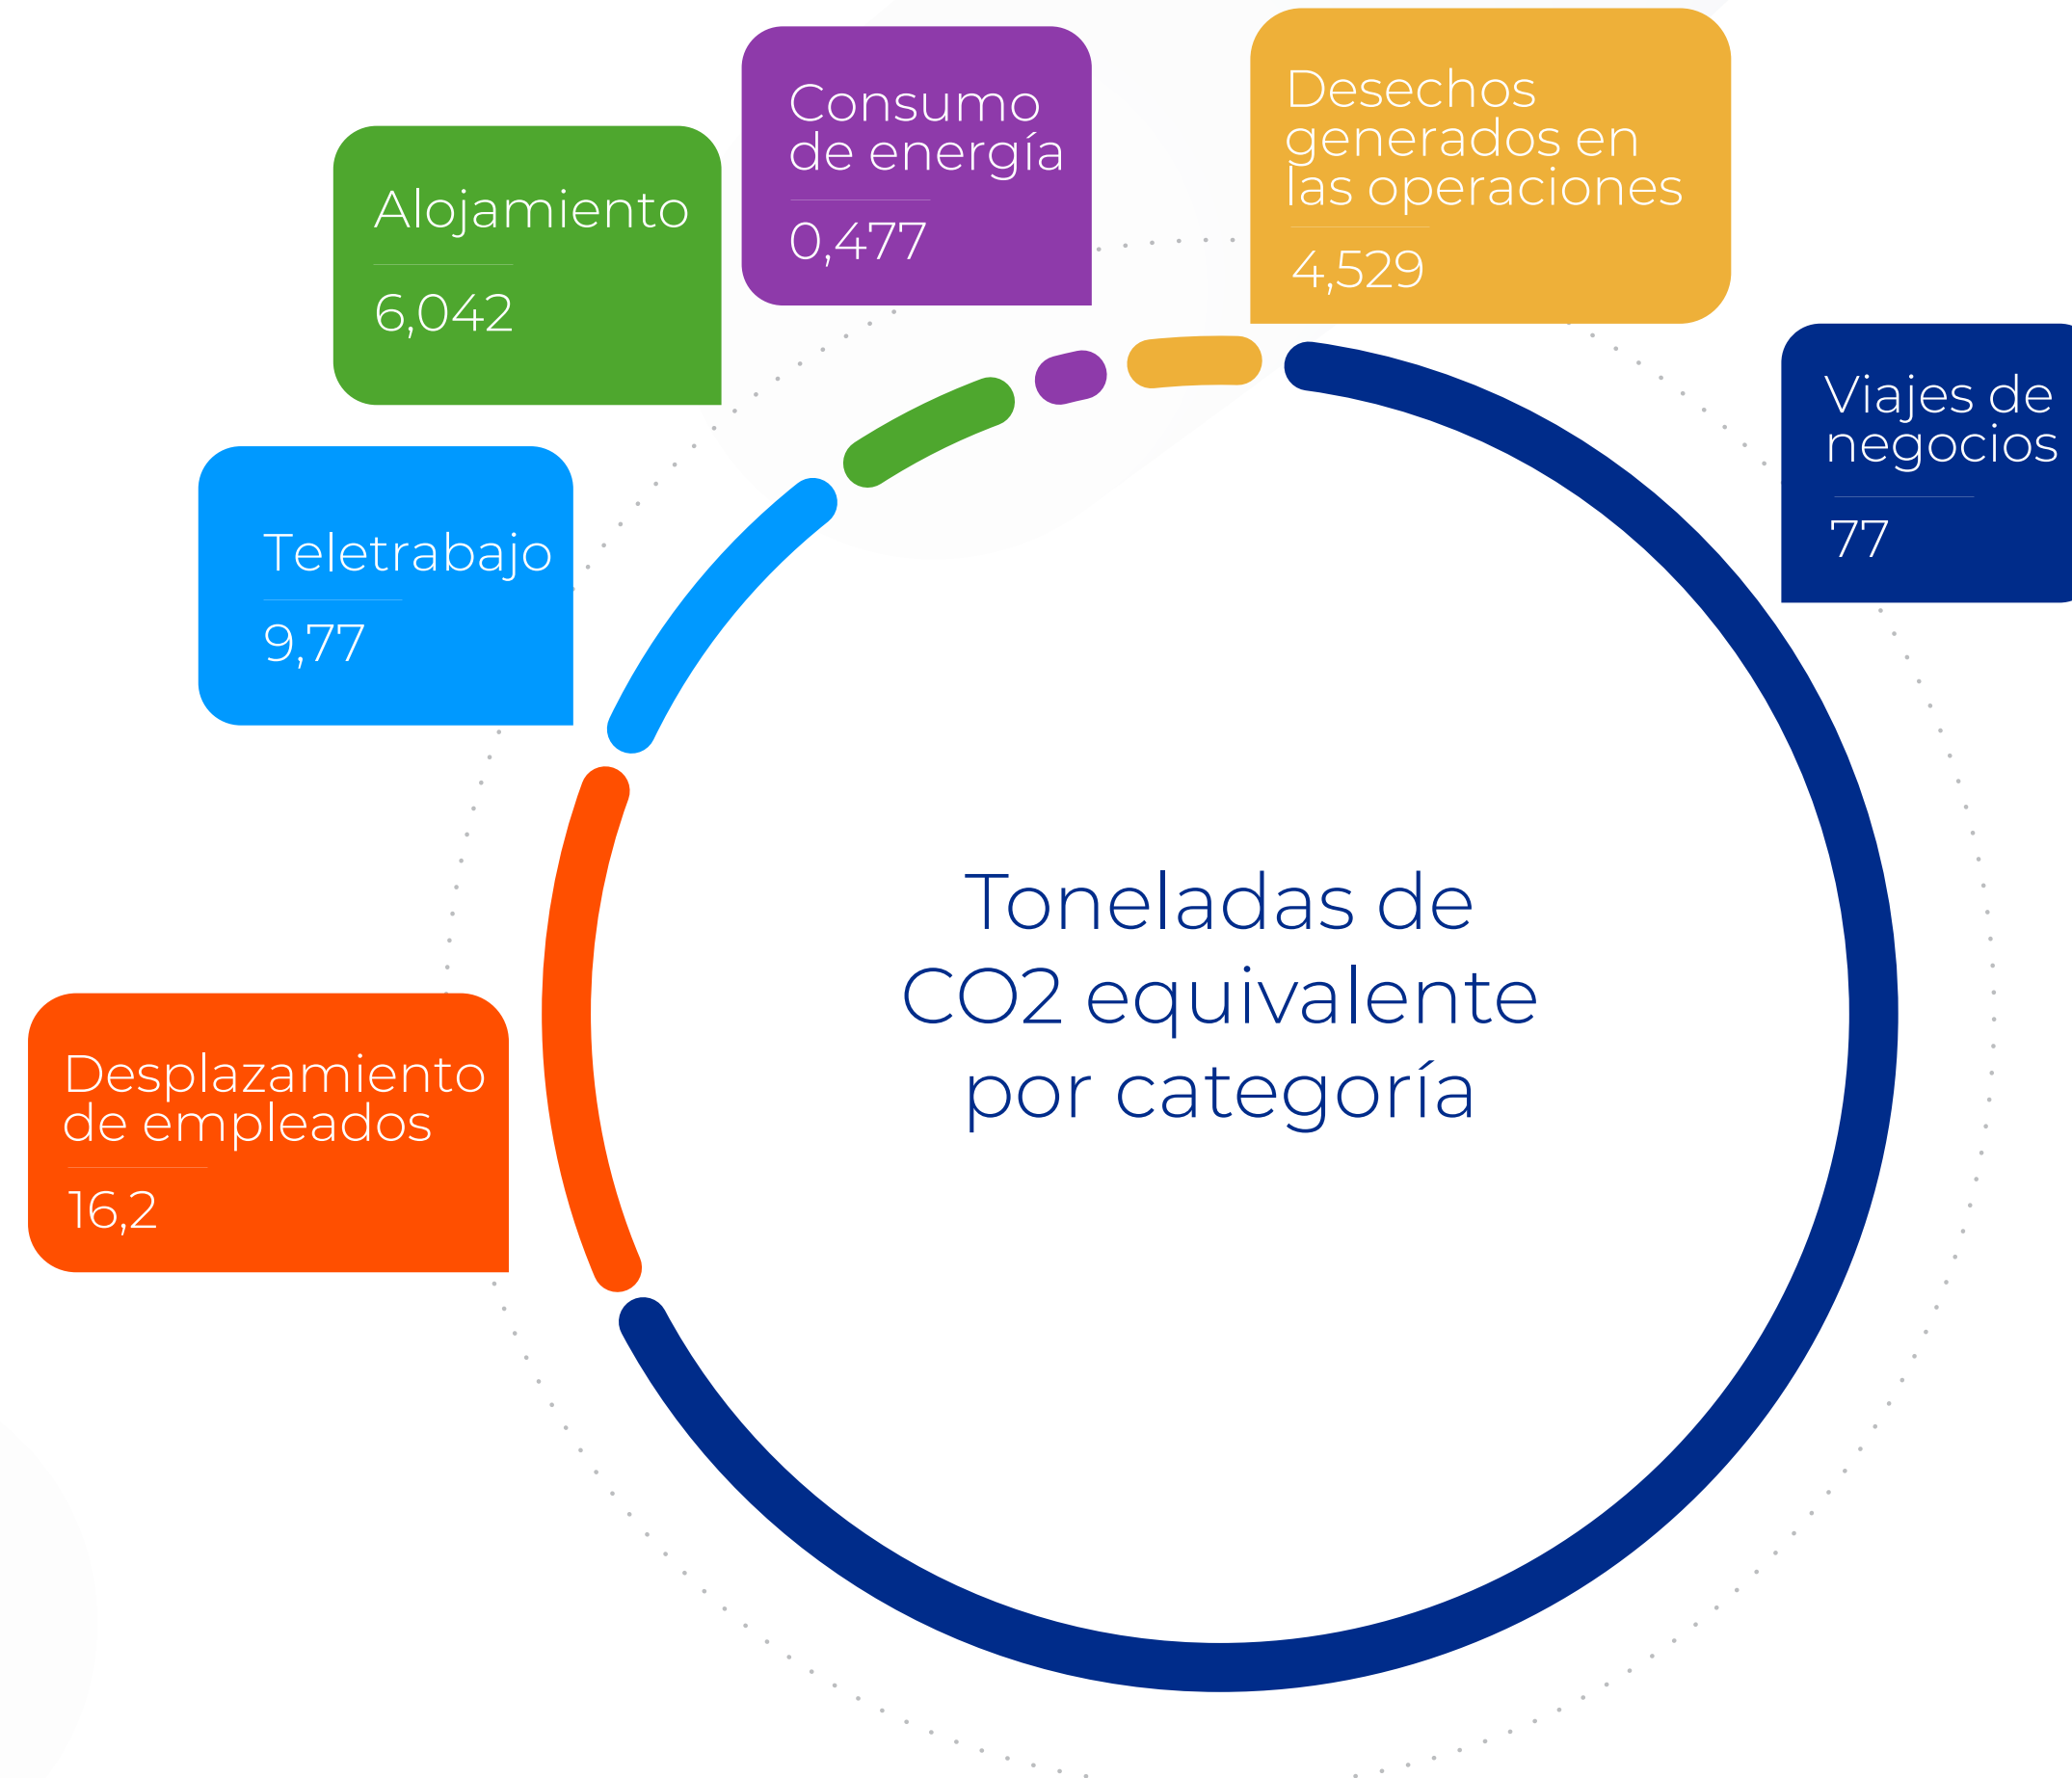 Consumo
de energía
0,477
Desechos
generados en
las operaciones
4,529
Alojamiento
6,042
Viajes de
negocios
77
Teletrabajo
9,77
Toneladas de
CO2 equivalente
por categoría
Desplazamiento
de empleados
16,2